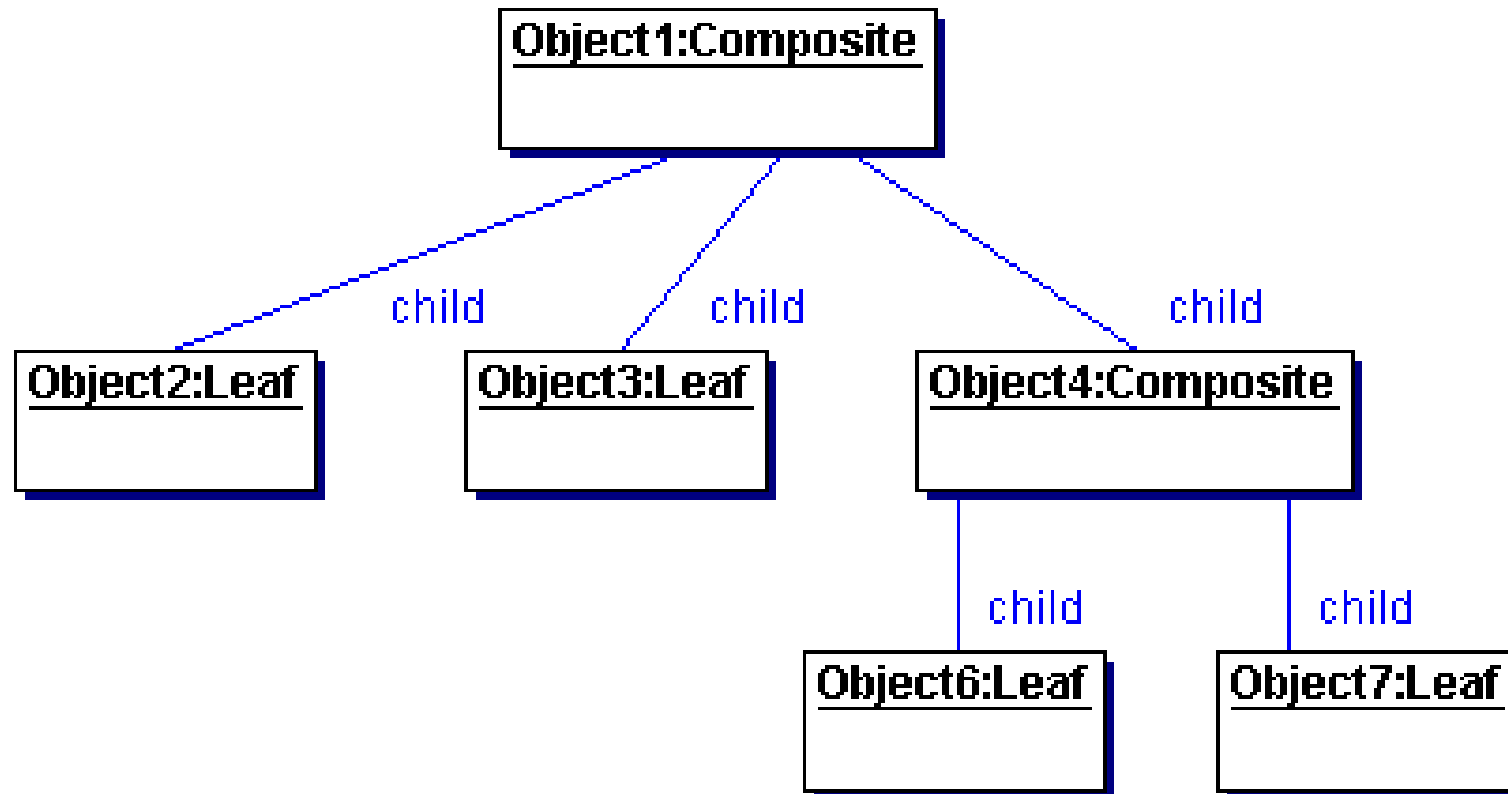 Object1:Composite
child
child
child
Object2:Leaf
Object3:Leaf
Object4:Composite
child
child
Object6:Leaf
Object7:Leaf